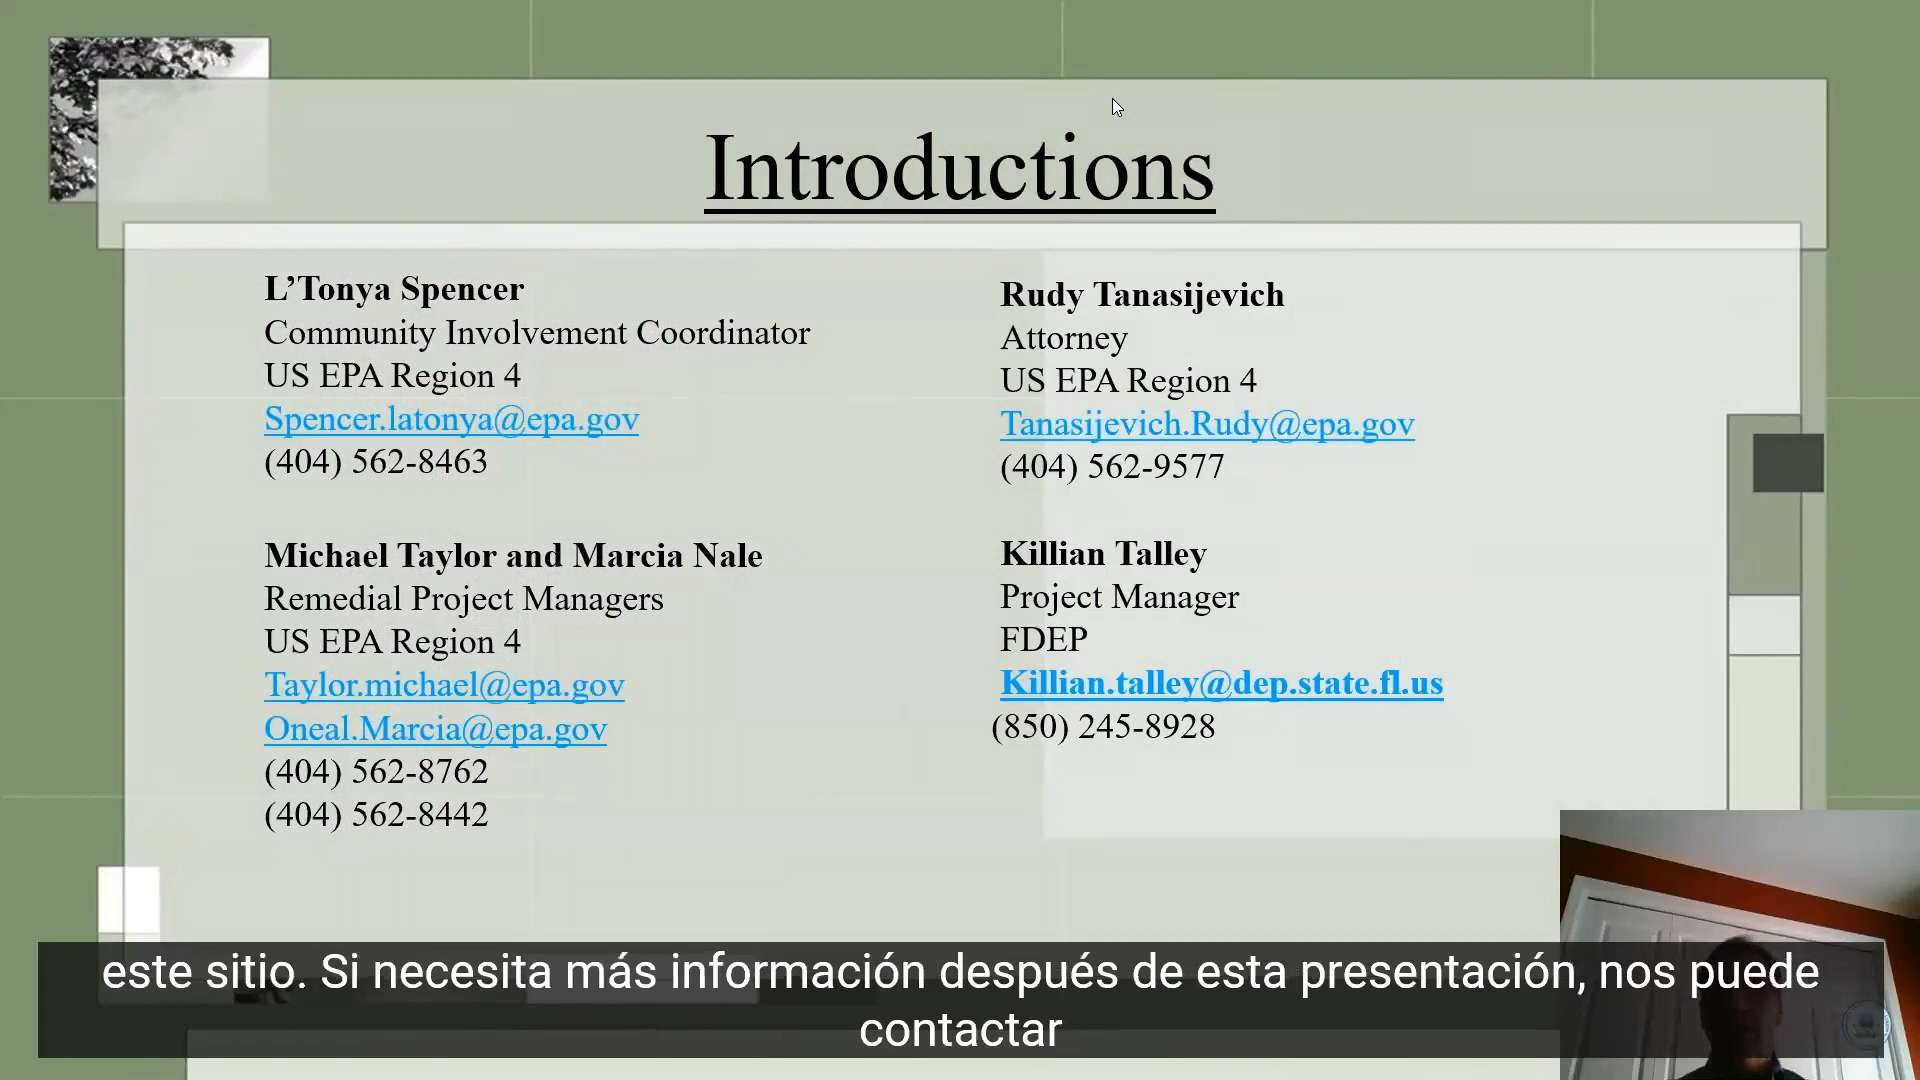 Introductions
L’Tonya Spencer
Community Involvement Coordinator
US EPA Region 4
Spencer.latonya@epa.gov
(404) 562-8463
Michael Taylor and Marcia Nale
Remedial Project Managers
US EPA Region 4
Taylor.michael@epa.gov
Oneal.Marcia@epa.gov
(404) 562-8762
(404) 562-8442
Rudy Tanasijevich
Attorney
US EPA Region 4
Tanasijevich.Rudy@epa.gov
(404) 562-9577
Killian Talley
Project Manager
FDEP
Killian.talley@dep.state.fl.us
(850) 245-8928
este sitio. Si necesita más información después de esta presentación, nos puede
contactar